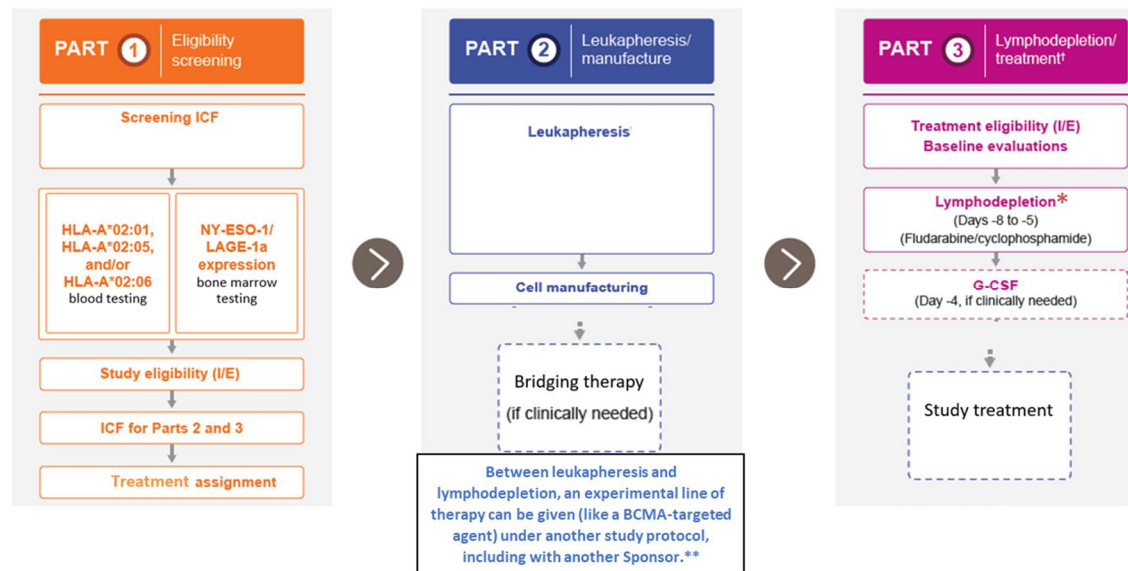 PART 1
Eligibility
screening
Screening ICF
HLA-A*02:01,
HLA-A*02:05,
and/or
HLA-A*02:06
blood testing
NY-ESO-1/
LAGE-1a
expression
bone marrow
testing
Study eligibility (I/E)
ICF for Parts 2 and 3
Treatment assignment
PART 2
Leukapheresis/
manufacture
Leukapheresis
Cell manufacturing
Bridging therapy
(if clinically needed)
Between leukapheresis and
lymphodepletion, an experimental line of
therapy can be given (like a BCMA-targeted
agent) under another study protocol,
including with another Sponsor.**
PART 3
Lymphodepletion/
treatment†
Treatment eligibility (I/E)
Baseline evaluations
Lymphodepletion*
(Days -8 to -5)
(Fludarabine/cyclophosphamide)
G-CSF
(Day -4, if clinically needed)
Study treatment